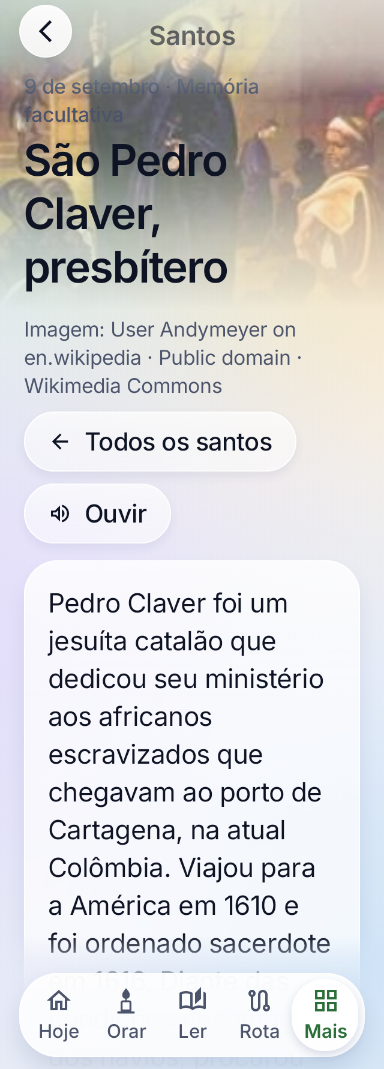 Santos
9 de setembro · Memória
facultativa
São Pedro
Claver,
presbítero
Imagem: User Andymeyer on
en.wikipedia · Public domain ·
Wikimedia Commons
Todos os santos
Ouvir
Pedro Claver foi um
jesuíta catalão que
dedicou seu ministério
aos africanos
escravizados que
chegavam ao porto de
Cartagena, na atual
Colômbia. Viajou para
a América em 1610 e
foi ordenado sacerdote
Hoje
Orar
Ler
Rota
Mais